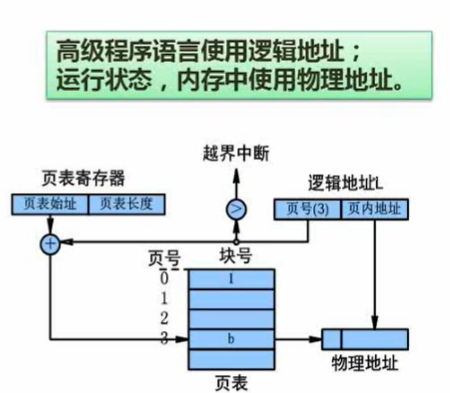 高级程序语言使用逻辑地址；
运行状态，内存中使用物理地址。
越界中断
页表寄存器
逻辑地址L
页表始址 页表长度
>
页号(3) 页内地址
+
页号 块号
0 1
1
2
3 b
物理地址
页表